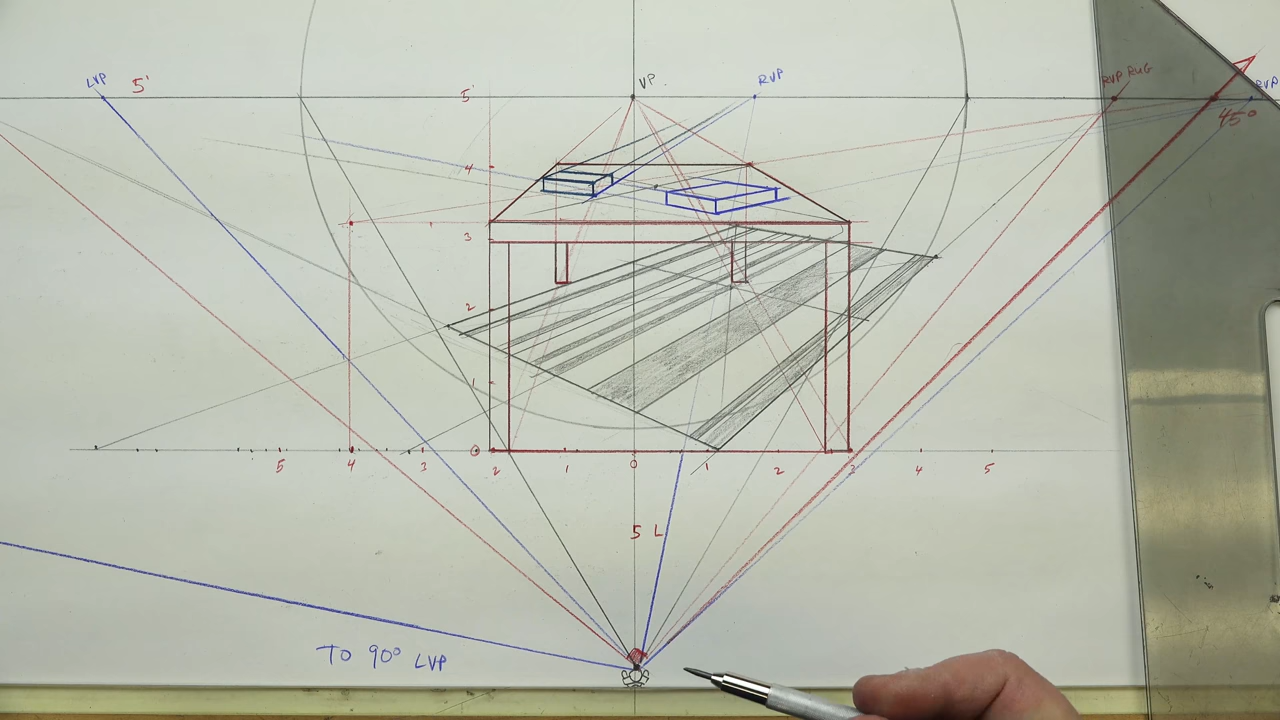 LVP 5'
5'
VP
RVP
RVP RUG
RVP
45°
4
3
2
1
0
5 4 3 2 1 0 1 2 3 4 5
5 L
TO 90° LVP